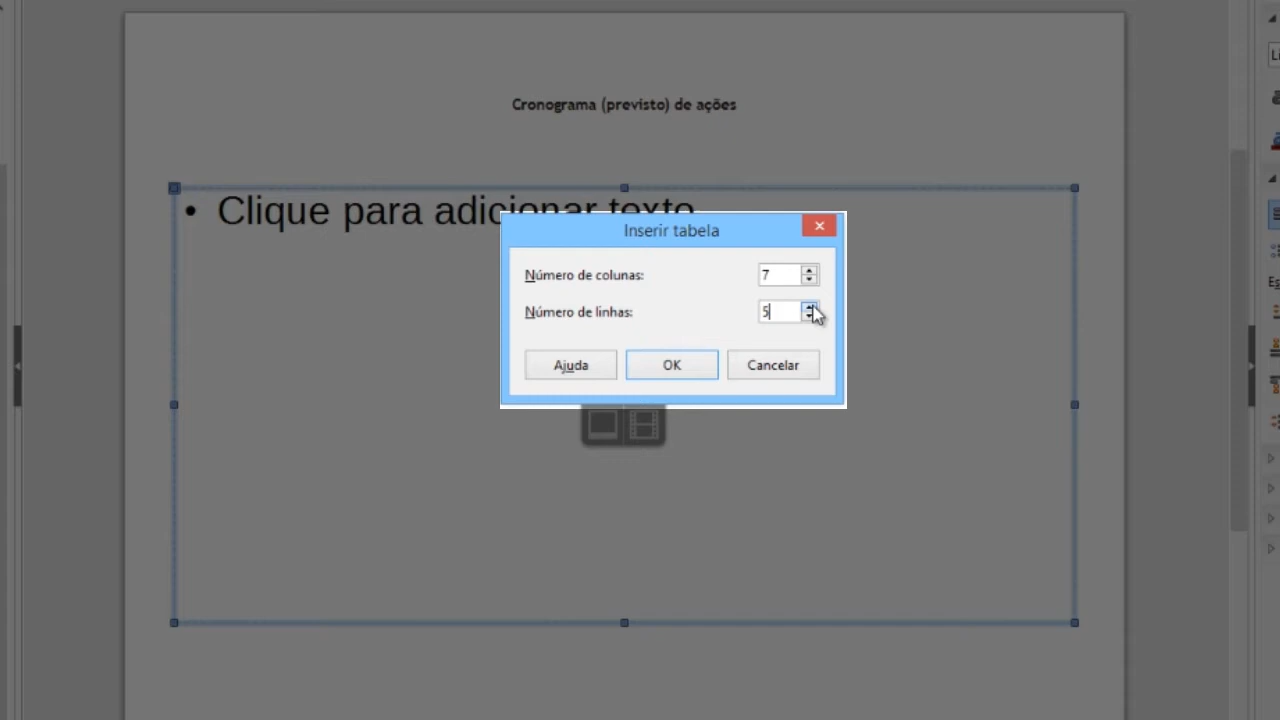 Cronograma (previsto) de ações
• Clique para adicionar texto
Inserir tabela
Número de colunas: 7
Número de linhas: 5
Ajuda OK Cancelar